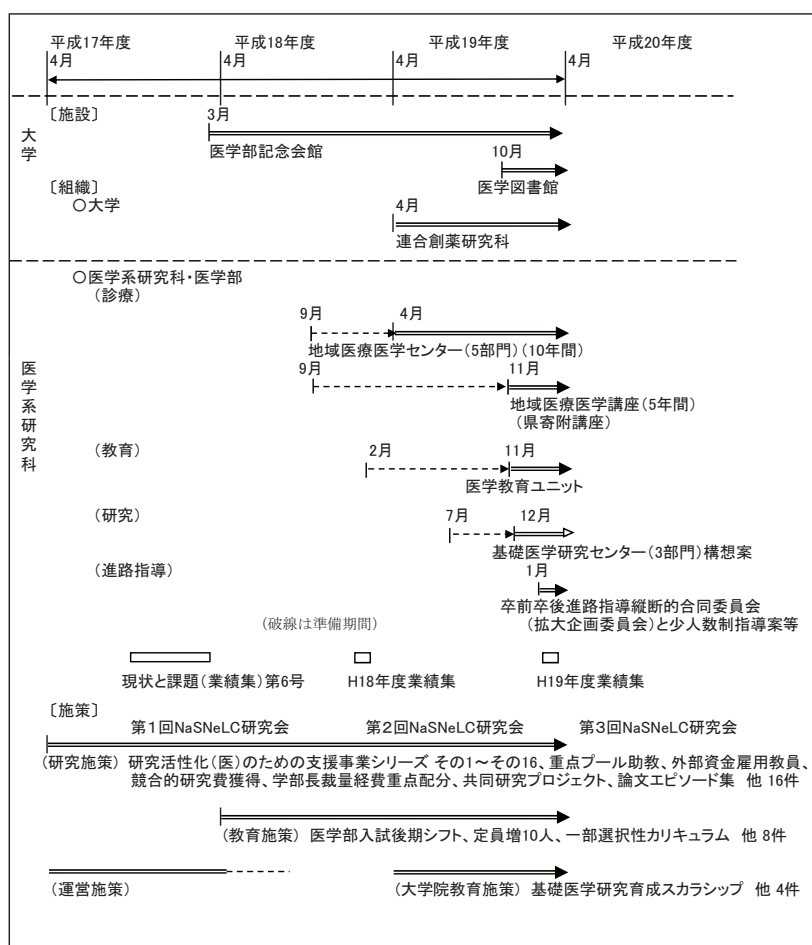 平成17年度 平成18年度 平成19年度 平成20年度
4月 4月 4月 4月
大学
〔施設〕
3月
医学部記念会館
10月
医学図書館
〔組織〕
○大学
4月
連合創薬研究科
医学系研究科
○医学系研究科・医学部
(診療)
9月 4月
地域医療医学センター(5部門)(10年間)
9月 11月
地域医療医学講座(5年間)
(県寄附講座)
(教育)
2月 11月
医学教育ユニット
(研究)
7月 12月
基礎医学研究センター(3部門)構想案
(進路指導)
1月
卒前卒後進路指導縦断的合同委員会
(拡大企画委員会)と少人数制指導案等
(破線は準備期間)
現状と課題(業績集)第6号 H18年度業績集 H19年度業績集
〔施策〕
第1回NaSNeLC研究会 第2回NaSNeLC研究会 第3回NaSNeLC研究会
(研究施策) 研究活性化(医)のための支援事業シリーズ その1~その16、重点プール助教、外部資金雇用教員、
競合的研究費獲得、学部長裁量経費重点配分、共同研究プロジェクト、論文エピソード集 他 16件
(教育施策) 医学部入試後期シフト、定員増10人、一部選択性カリキュラム 他 8件
(運営施策) (大学院教育施策) 基礎医学研究育成スカラシップ 他 4件